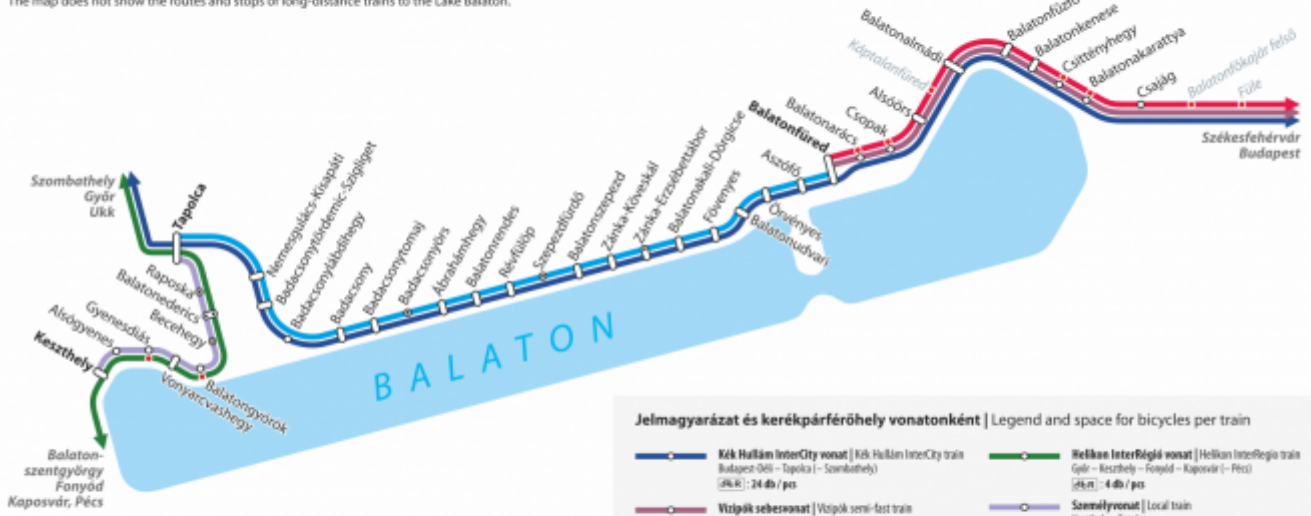 The map does not show the routes and stops of long-distance trains to the Lake Balaton.
Balatonfűzfő
Balatonalmádi
Balatonkenese
Káptalanfüred
Csittényhegy
Balatonakarattya
Alsóörs
Csajág
Balatonfőkajár felső
Füle
Csopak
Balatonarács
Balatonfüred
Székesfehérvár
Budapest
Aszófő
Örvényes
Balatonudvari
Fövenyes
Balatonakali-Dörgicse
Zánka-Erzsébettábor
Zánka-Köveskál
Balatonszepezd
Szepezdfürdő
Révfülöp
Balatonrendes
Ábrahámhegy
Badacsonyörs
Badacsonytomaj
Badacsony
Badacsonylábdihegy
Badacsonytördemic-Szigliget
Nemesgulács-Kisapáti
Tapolca
Szombathely
Győr
Ukk
Raposka
Balatonederics
Becehegy
Gyenesdiás
Alsógyenes
Keszthely
Balatongyörök
Vonyarcvashegy
BALATON
Balaton-
szentgyörgy
Fonyód
Kaposvár, Pécs
Jelmagyarázat és kerékpárférőhely vonatonként | Legend and space for bicycles per train
Kék Hullám InterCity vonat | Kék Hullám InterCity train
Budapest-Déli – Tapolca (– Szombathely)
: 24 db / pcs
Vízipók sebesvonat | Vízipók semi-fast train
Helikon InterRégió vonat | Helikon InterRegio train
Győr – Keszthely – Fonyód – Kaposvár (– Pécs)
: 4 db / pcs
Személyvonat | Local train